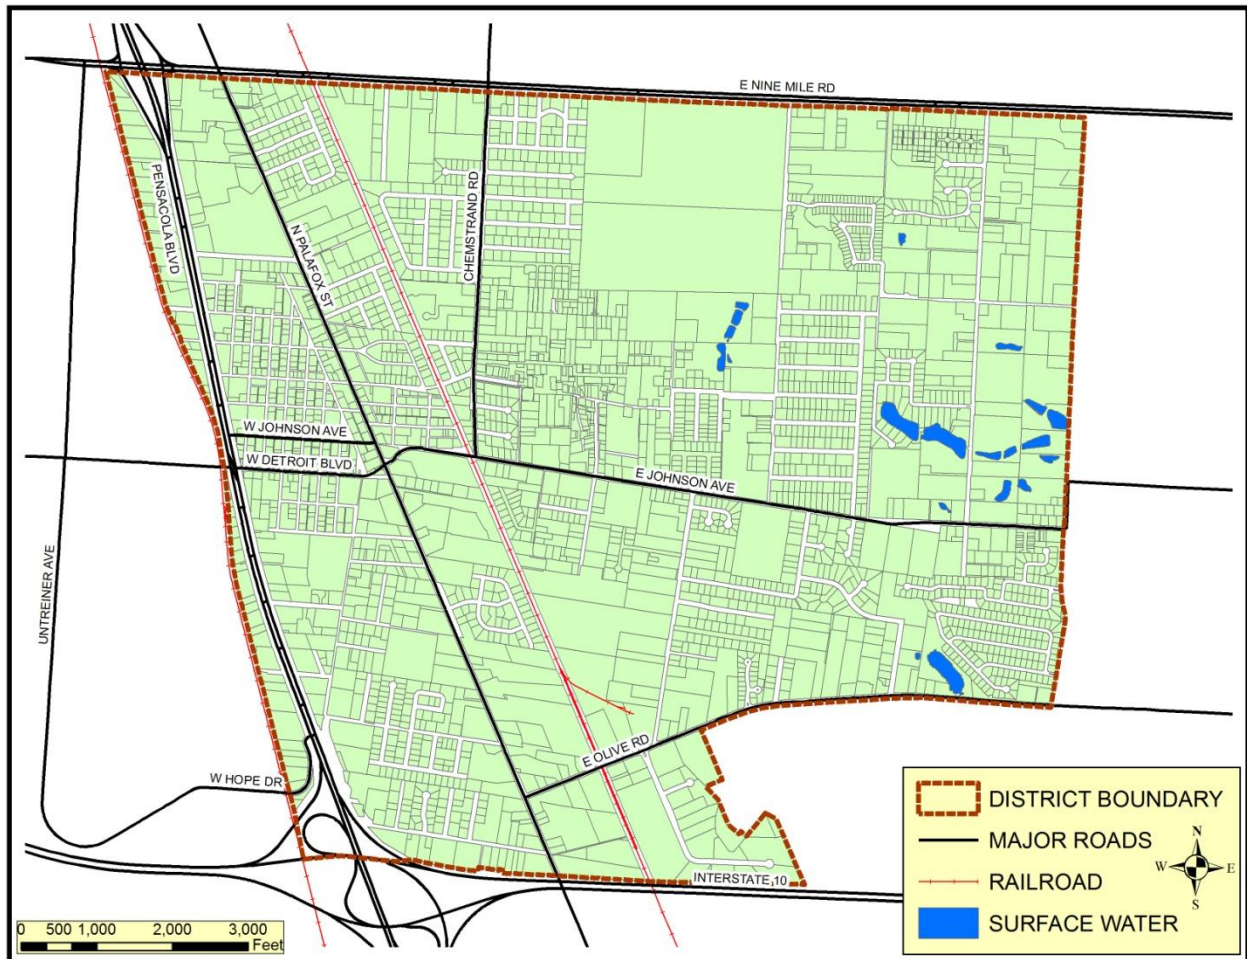 E NINE MILE RD
PENSACOLA BLVD
N PALAFOX ST
CHEMSTRAND RD
W JOHNSON AVE
W DETROIT BLVD
E JOHNSON AVE
UNTREINER AVE
E OLIVE RD
W HOPE DR
INTERSTATE 10
DISTRICT BOUNDARY
MAJOR ROADS
RAILROAD
SURFACE WATER
N
W E
S
0 500 1,000 2,000 3,000
Feet